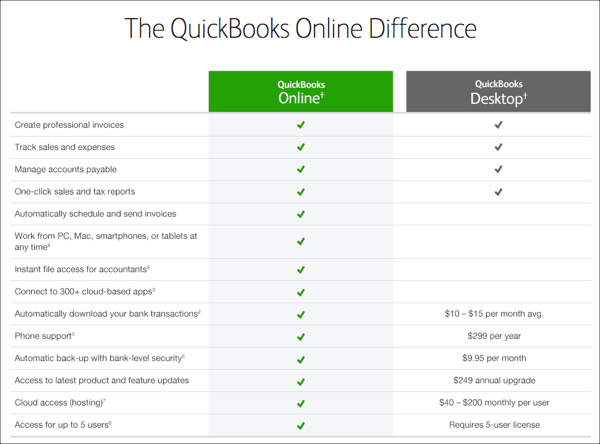 The QuickBooks Online Difference
QuickBooks QuickBooks
Online† Desktop†
Create professional invoices ✓ ✓
Track sales and expenses ✓ ✓
Manage accounts payable ✓ ✓
One-click sales and tax reports ✓ ✓
Automatically schedule and send invoices ✓
Work from PC, Mac, smartphones, or tablets at
any time⁴ ✓
Instant file access for accountants⁸ ✓
Connect to 300+ cloud-based apps³ ✓
Automatically download your bank transactions² ✓ $10 – $15 per month avg.
Phone support⁵ ✓ $299 per year
Automatic back-up with bank-level security⁶ ✓ $9.95 per month
Access to latest product and feature updates ✓ $249 annual upgrade
Cloud access (hosting)⁷ ✓ $40 – $200 monthly per user
Access for up to 5 users⁸ ✓ Requires 5-user license